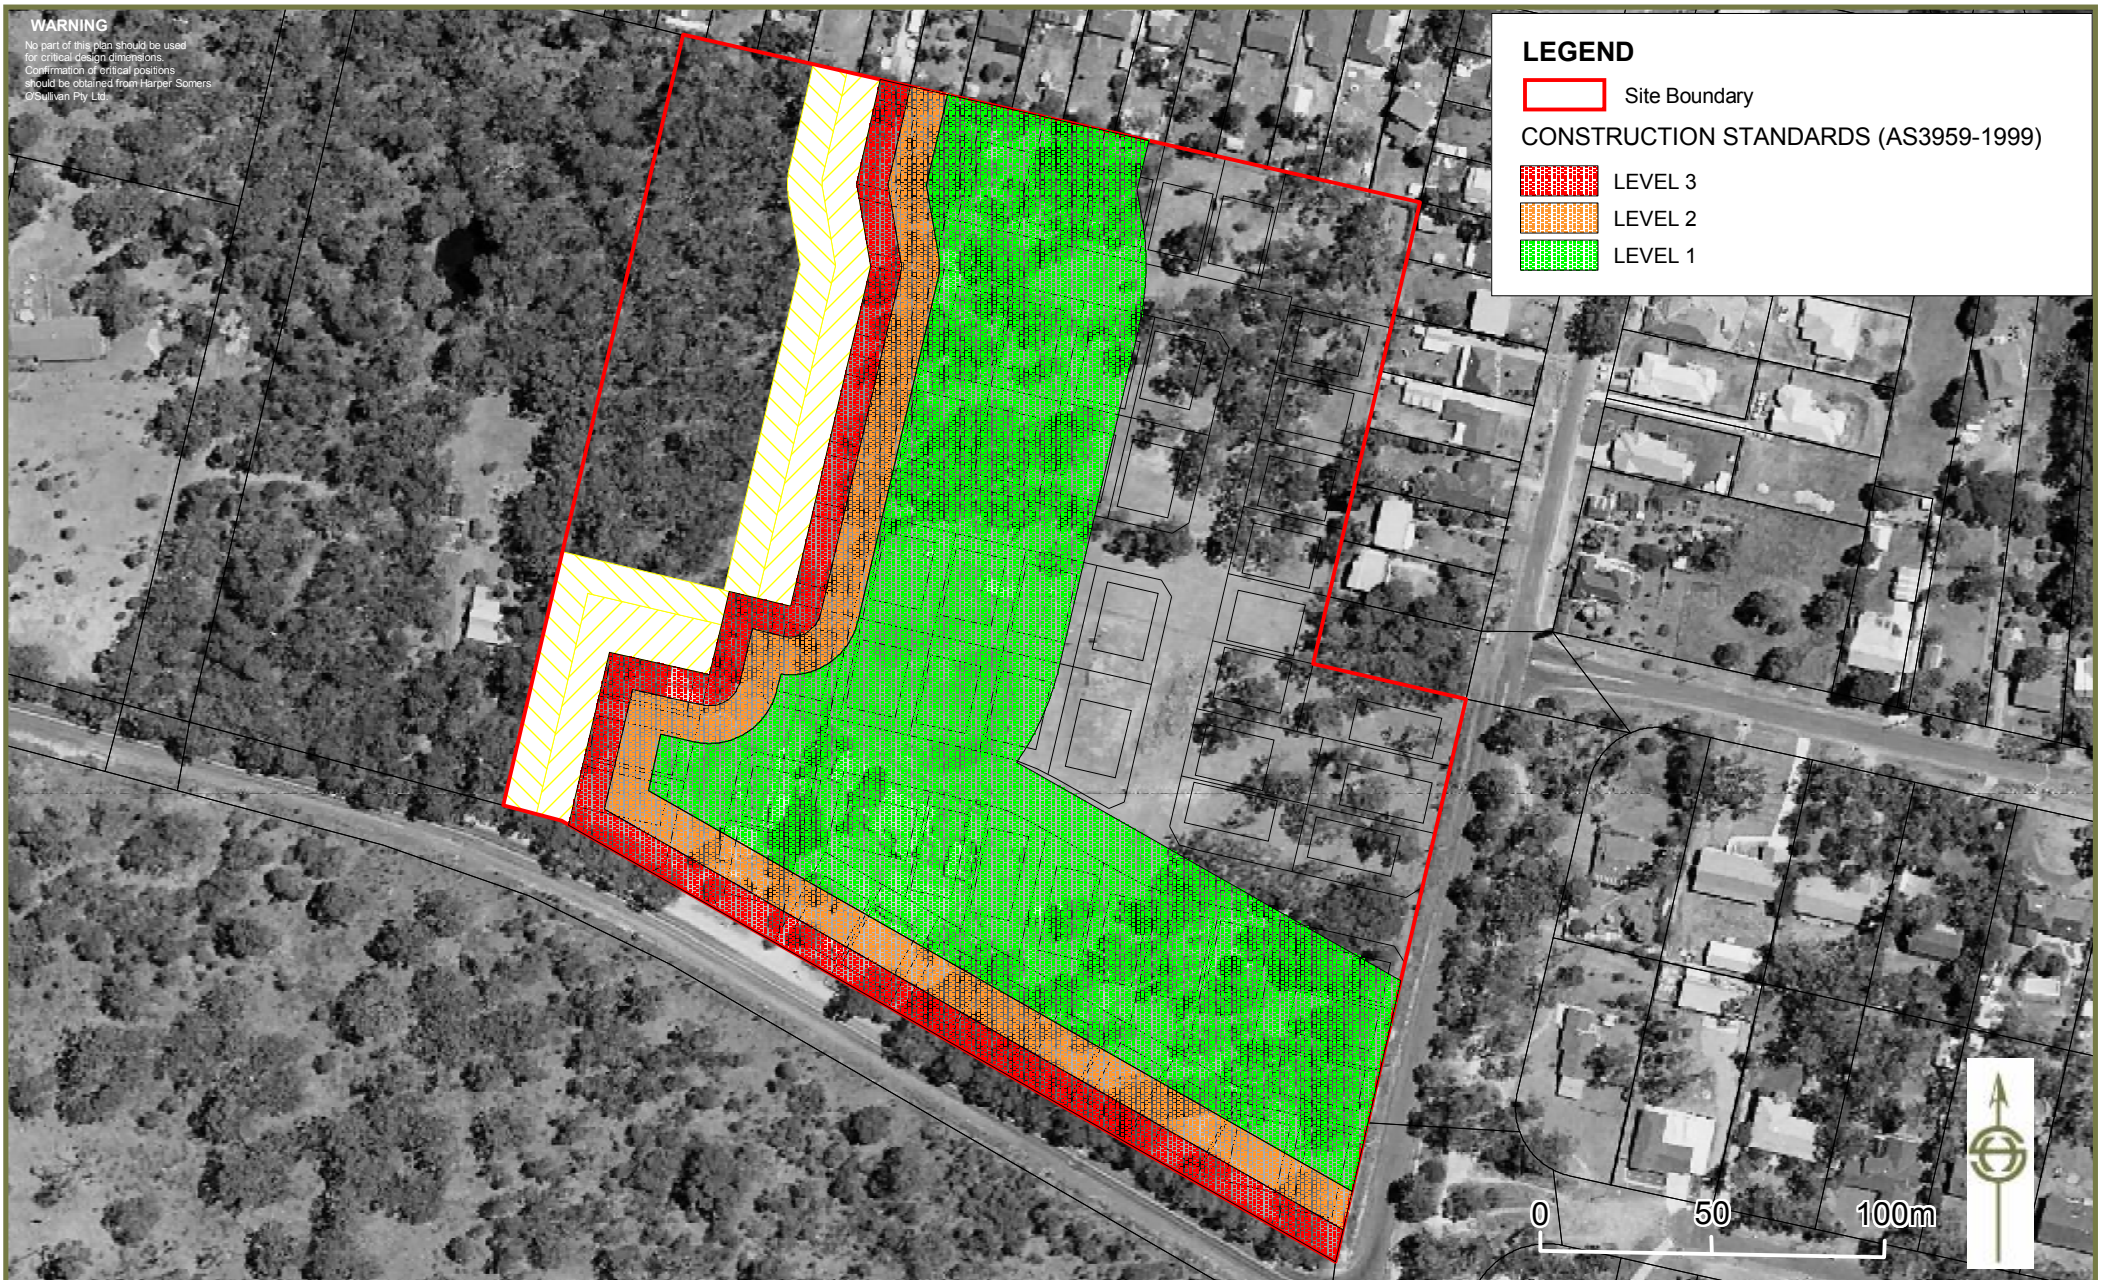 WARNING
No part of this plan should be used
for critical design dimensions.
Confirmation of critical positions
should be obtained from Harper Somers
O'Sullivan Pty Ltd.
LEGEND
Site Boundary
CONSTRUCTION STANDARDS (AS3959-1999)
LEVEL 3
LEVEL 2
LEVEL 1
0 50 100m